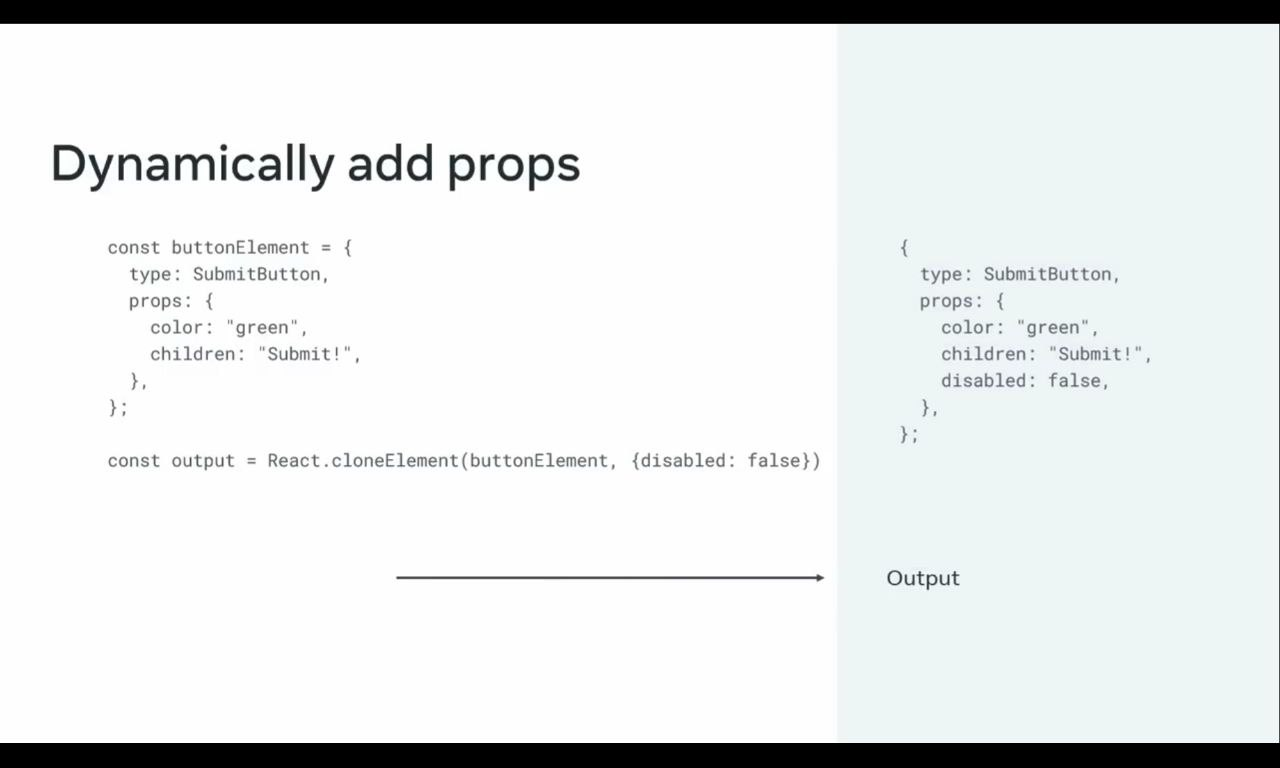 Dynamically add props
const buttonElement = {
  type: SubmitButton,
  props: {
    color: "green",
    children: "Submit!",
  },
};
const output = React.cloneElement(buttonElement, {disabled: false})
{
  type: SubmitButton,
  props: {
    color: "green",
    children: "Submit!",
    disabled: false,
  },
};
Output